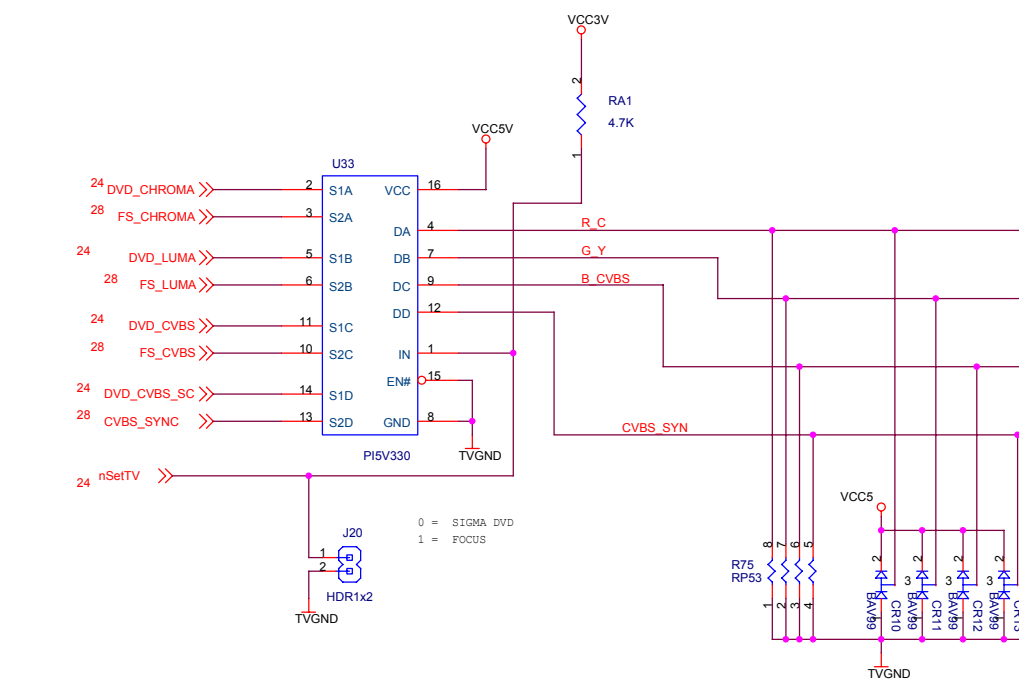 VCC3V
2
RA1
4.7K
1
VCC5V
U33
24 DVD_CHROMA 2 S1A VCC 16
28 FS_CHROMA 3 S2A
DA 4 R_C
24 DVD_LUMA 5 S1B DB 7 G_Y
28 FS_LUMA 6 S2B DC 9 B_CVBS
DD 12
24 DVD_CVBS 11 S1C
28 FS_CVBS 10 S2C IN 1
EN# 15
24 DVD_CVBS_SC 14 S1D
28 CVBS_SYNC 13 S2D GND 8
CVBS_SYN
PI5V330
TVGND
24 nSetTV
VCC5
0 = SIGMA DVD
1 = FOCUS
J20
1
2
HDR1x2
TVGND
8 7 6 5
R75
RP53
1 2 3 4
2 2 2 2
3 3 3
BAV99 CR10 BAV99 CR11 BAV99 CR12 BAV99
TVGND